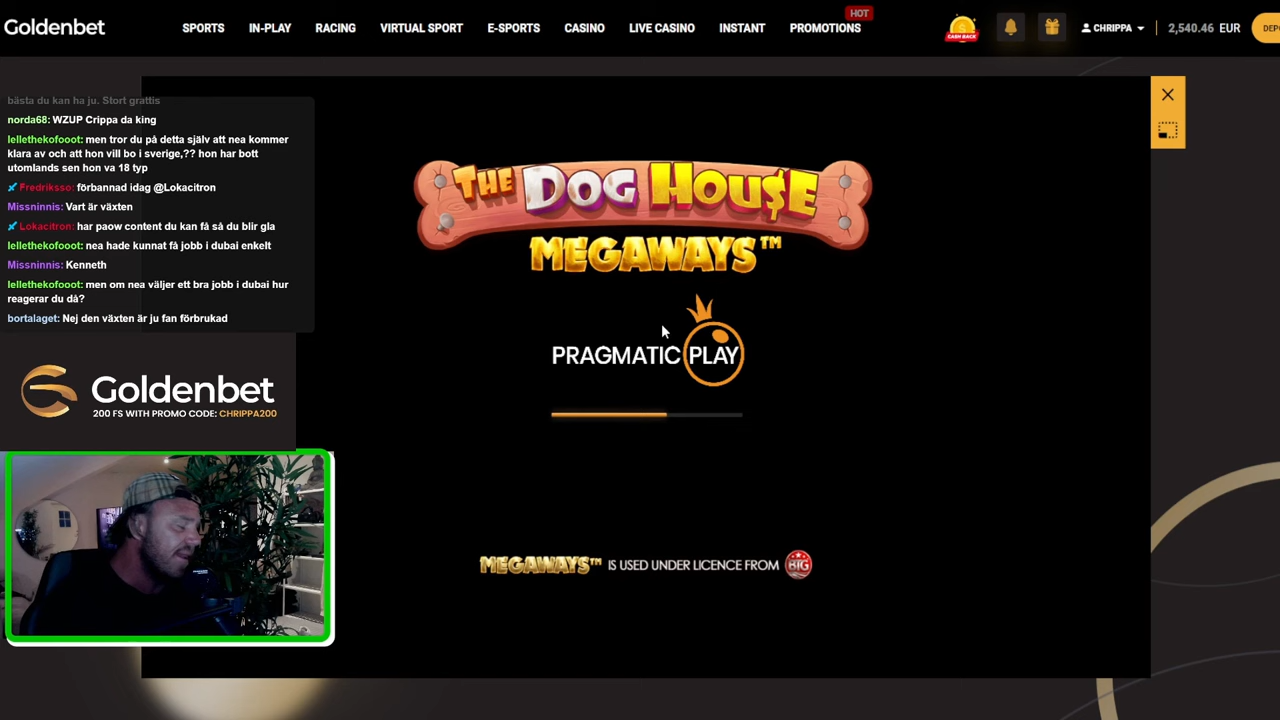 Goldenbet
SPORTS
IN-PLAY
RACING
VIRTUAL SPORT
E-SPORTS
CASINO
LIVE CASINO
INSTANT
PROMOTIONS
HOT
CASH BACK
CHRIPPA
2,540.46 EUR
DEP
bästa du kan ha ju. Stort grattis
norda68: WZUP Crippa da king
lellethekofooot: men tror du på detta själv att nea kommer
klara av och att hon vill bo i sverige,?? hon har bott
utomlands sen hon va 18 typ
Fredriksso: förbannad idag @Lokacitron
Missninnis: Vart är växten
Lokacitron: har paow content du kan få så du blir gla
lellethekofooot: nea hade kunnat få jobb i dubai enkelt
Missninnis: Kenneth
lellethekofooot: men om nea väljer ett bra jobb i dubai hur
reagerar du då?
bortalaget: Nej den växten är ju fan förbrukad
Goldenbet
200 FS WITH PROMO CODE: CHRIPPA200
THE DOG HOU$E
MEGAWAYS™
PRAGMATIC PLAY
MEGAWAYS™ IS USED UNDER LICENCE FROM BTG